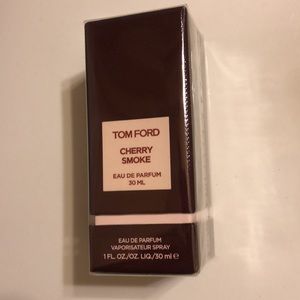 TOM FORD
CHERRY
SMOKE
EAU DE PARFUM
30 ML
EAU DE PARFUM
VAPORISATEUR SPRAY
1 FL. OZ./OZ. LIQ./30 ml ℮